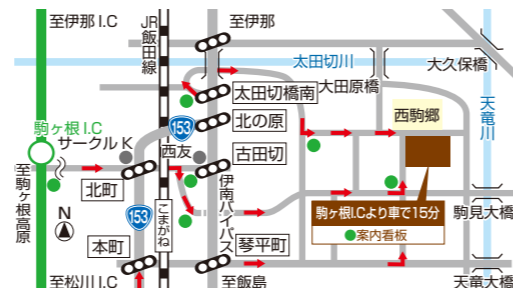 至伊那I.C
JR飯田線
至伊那
太田切川
大久保橋
大田原橋
天竜川
太田切橋南
153
北の原
西駒郷
駒ヶ根I.C
サークルK
西友
古田切
北町
至駒ヶ根高原
N
153
こまがね
伊南バイパス
駒ヶ根I.Cより車で15分
●案内看板
駒見大橋
本町
琴平町
至松川I.C
至飯島
天竜大橋